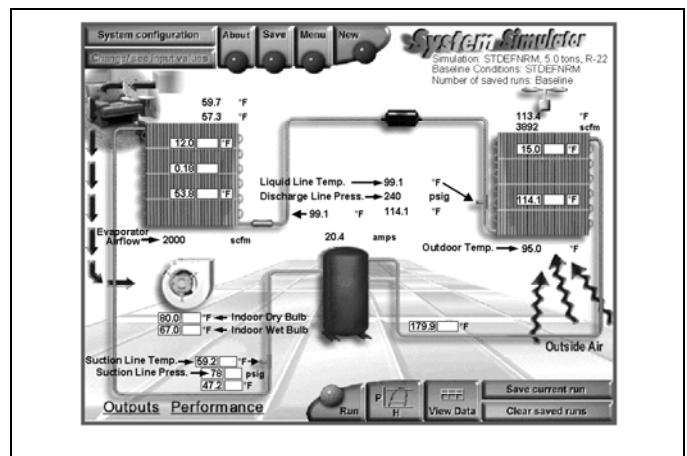 System configuration
About
Save
Menu
New
Change/see input values
System Simulator
Simulation: STDEFNRM, 5.0 tons, R-22
Baseline Conditions: STDEFNRM
Number of saved runs: Baseline
59.7 °F
57.3 °F
113.4 °F
3892 scfm
12.0 °F
0.18
53.8 °F
15.0 °F
114.1 °F
Liquid Line Temp. 99.1 °F
Discharge Line Press. 240 psig
99.1 °F 114.1 °F
Evaporator
Airflow 2000 scfm
20.4 amps
Outdoor Temp. 95.0 °F
80.0 °F Indoor Dry Bulb
67.0 °F Indoor Wet Bulb
179.9 °F
Outside Air
Suction Line Temp. 59.2 °F
Suction Line Press. 78 psig
47.2 °F
Outputs Performance
Run
P
H
View Data
Save current run
Clear saved runs